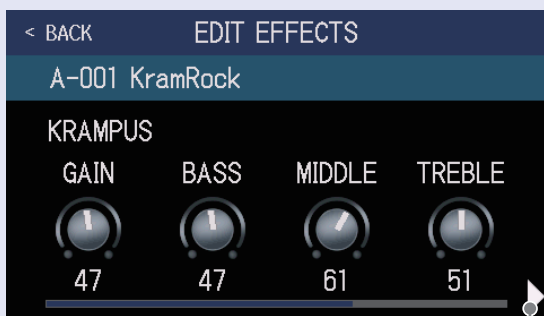 < BACK EDIT EFFECTS
A-001 KramRock
KRAMPUS
GAIN BASS MIDDLE TREBLE
47 47 61 51